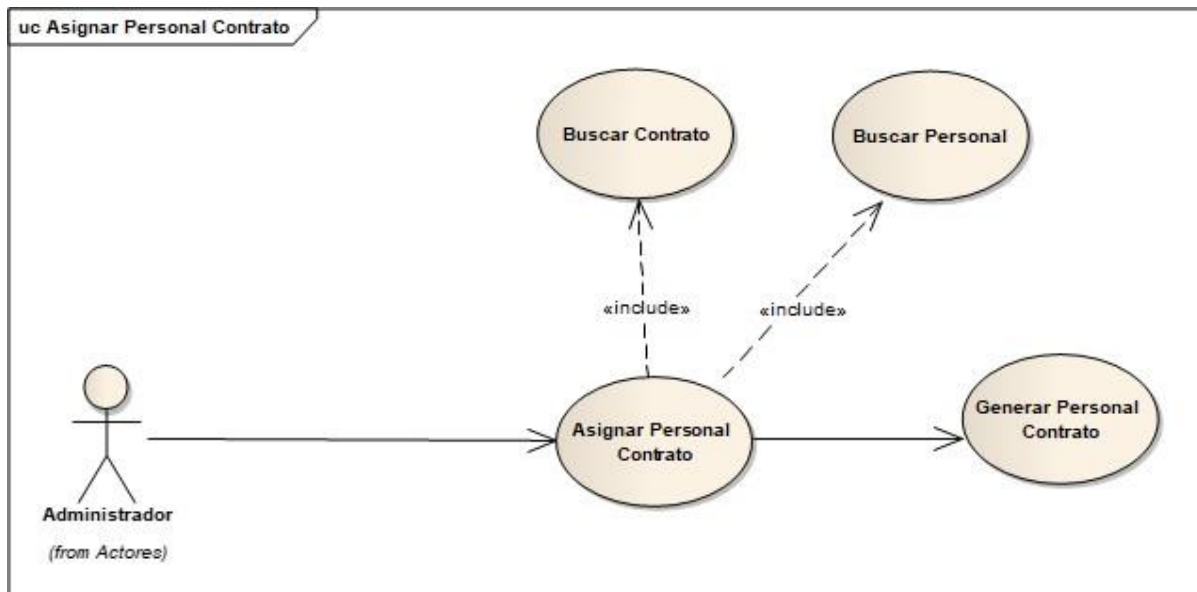 uc Asignar Personal Contrato
Buscar Contrato
Buscar Personal
«include»
«include»
Asignar Personal
Contrato
Generar Personal
Contrato
Administrador
(from Actores)